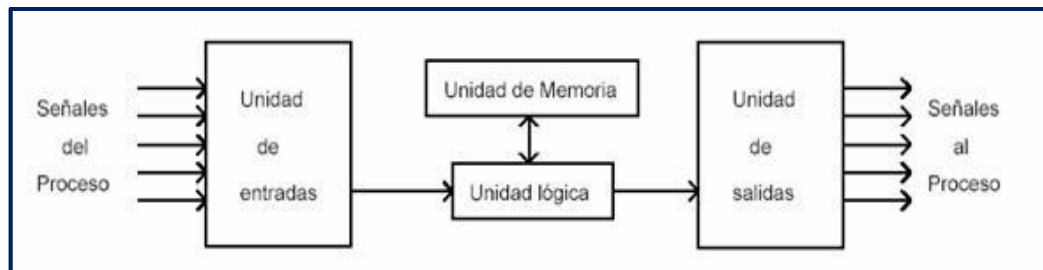 Señales
del
Proceso
Unidad
de
entradas
Unidad de Memoria
Unidad lógica
Unidad
de
salidas
Señales
al
Proceso